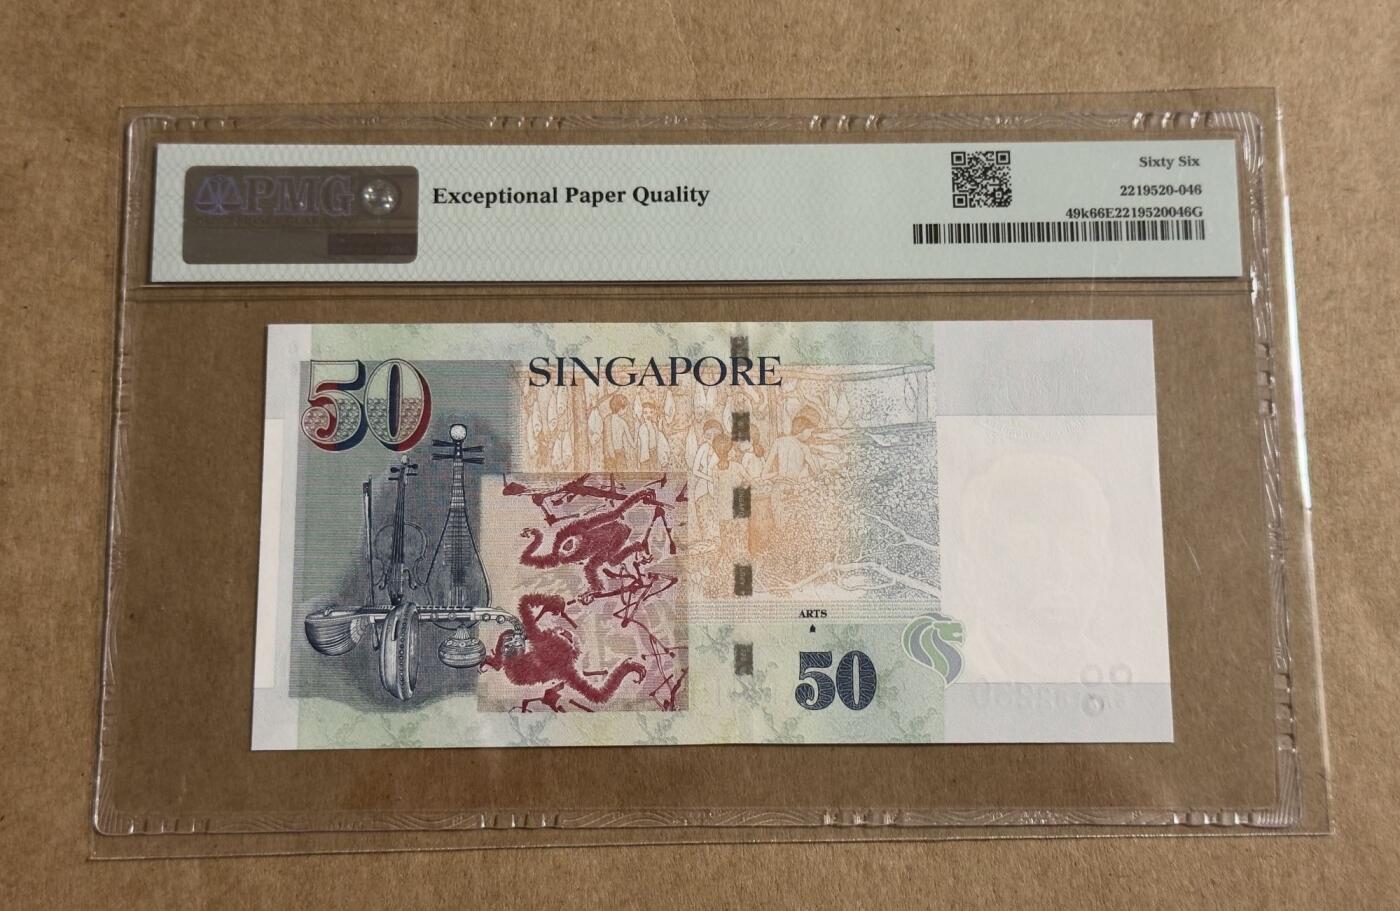 PMG
Exceptional Paper Quality
Sixty Six
2219520-046
49k66E2219520046G
50
SINGAPORE
ARTS
50